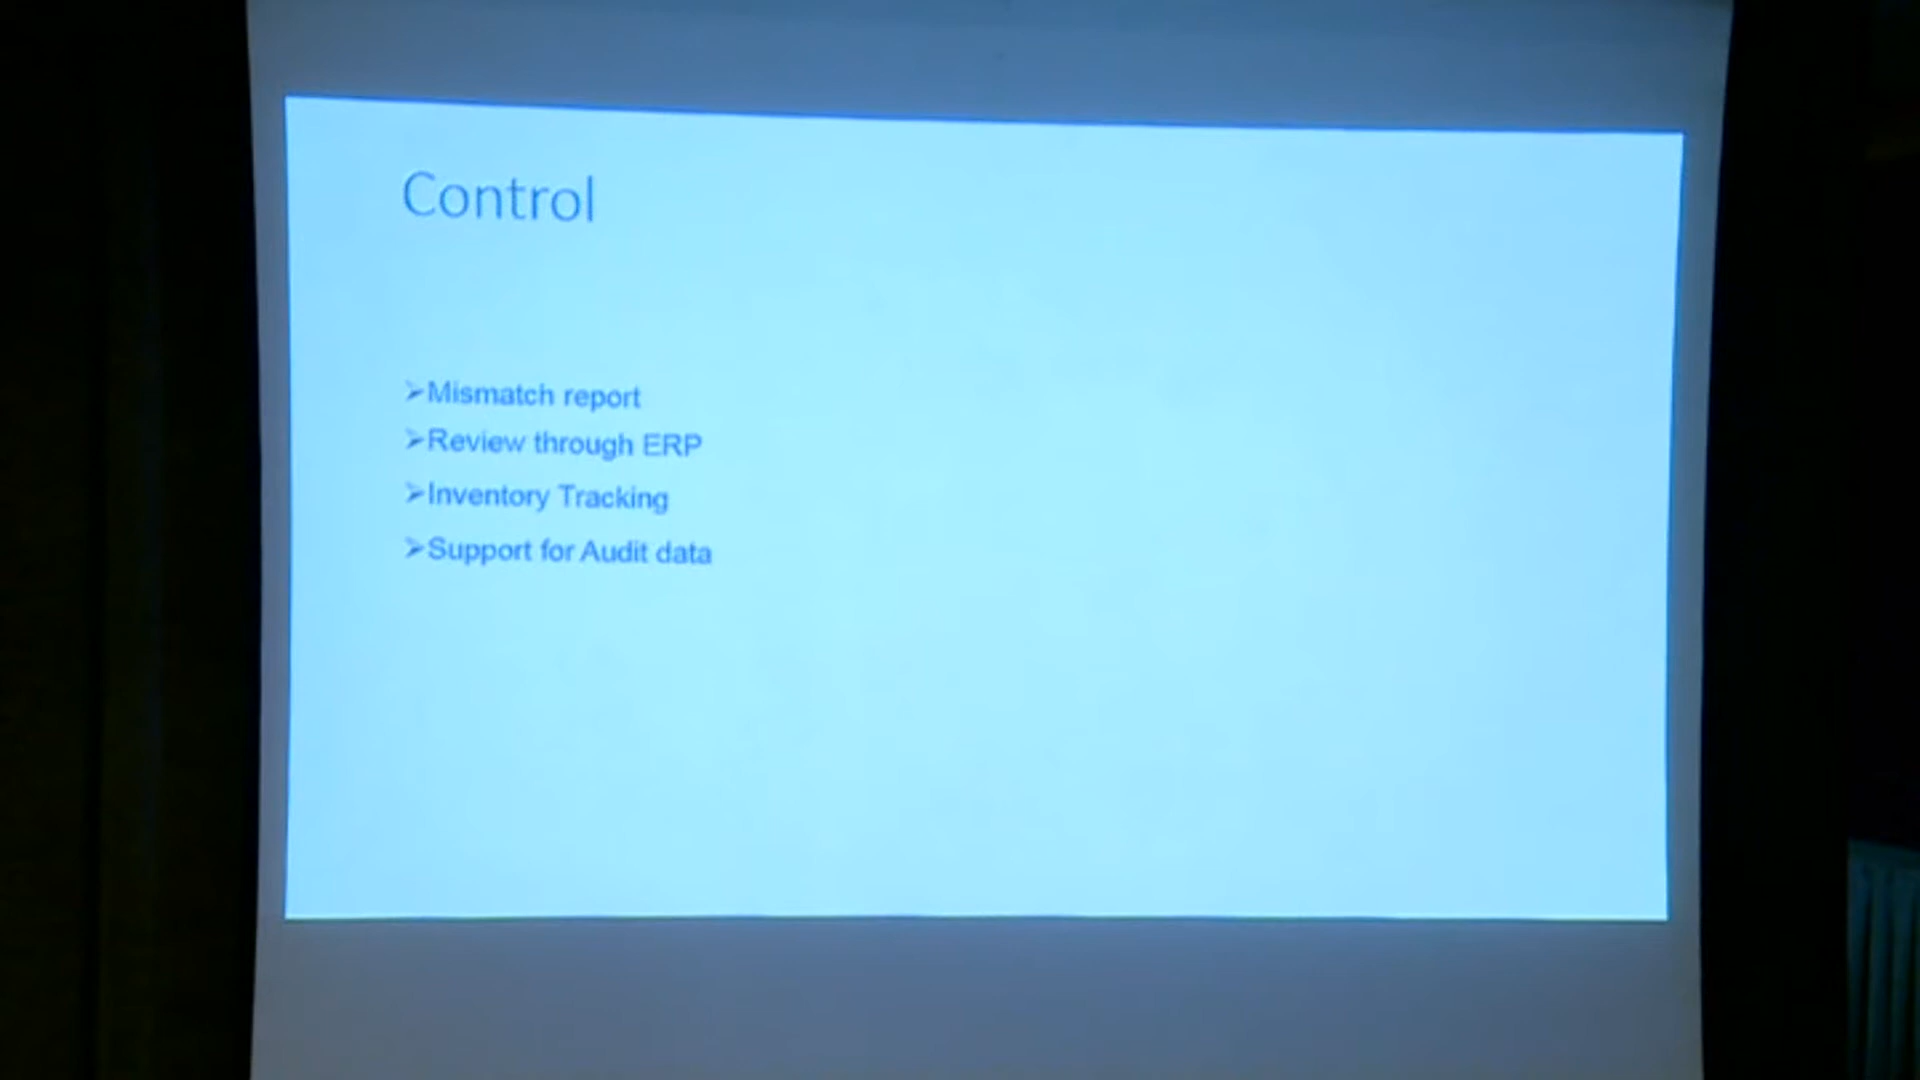 Control
➢Mismatch report
➢Review through ERP
➢Inventory Tracking
➢Support for Audit data